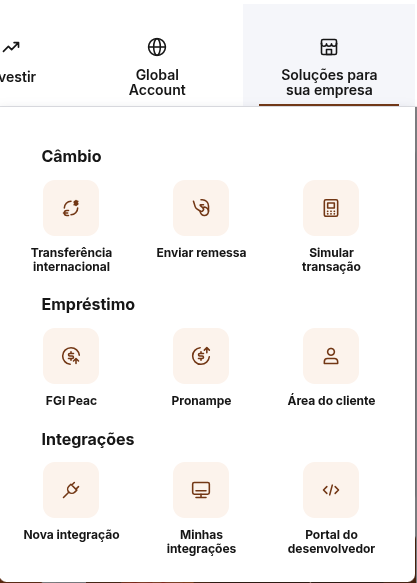 vestir
Global
Account
Soluções para
sua empresa
Câmbio
Transferência
internacional
Enviar remessa
Simular
transação
Empréstimo
FGI Peac
Pronampe
Área do cliente
Integrações
Nova integração
Minhas
integrações
Portal do
desenvolvedor